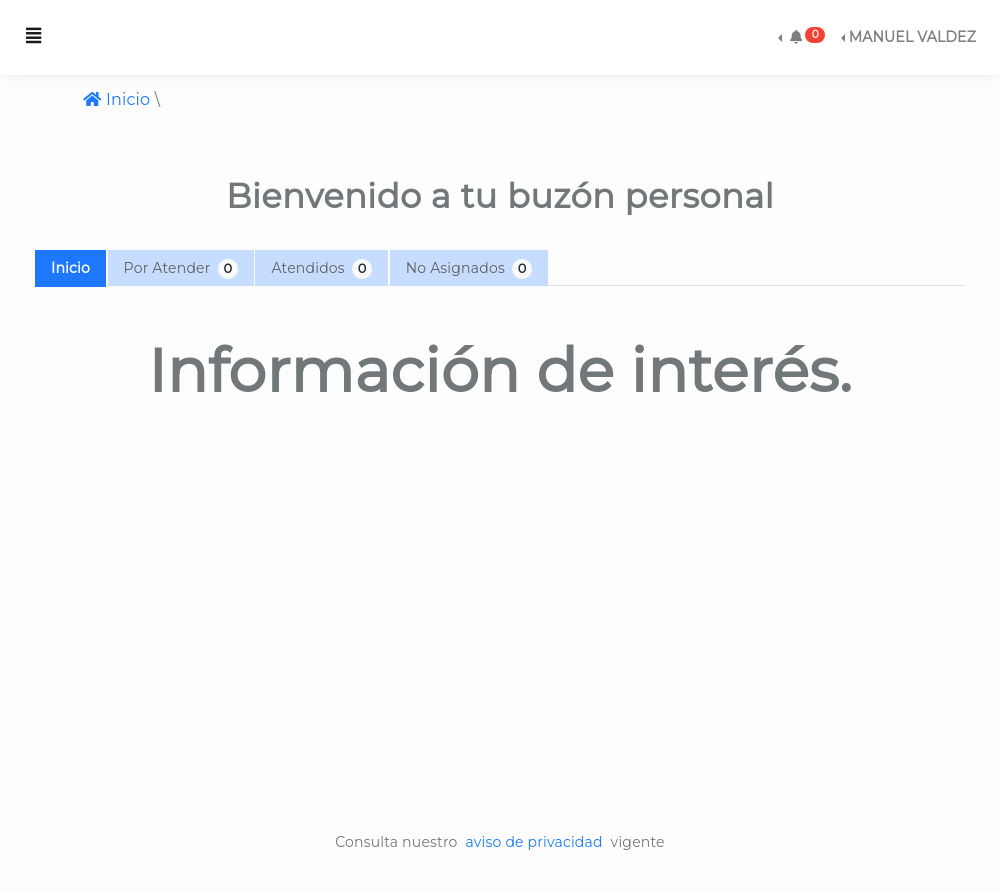 0 MANUEL VALDEZ
Inicio \
Bienvenido a tu buzón personal
Inicio Por Atender 0 Atendidos 0 No Asignados 0
Información de interés.
Consulta nuestro aviso de privacidad vigente